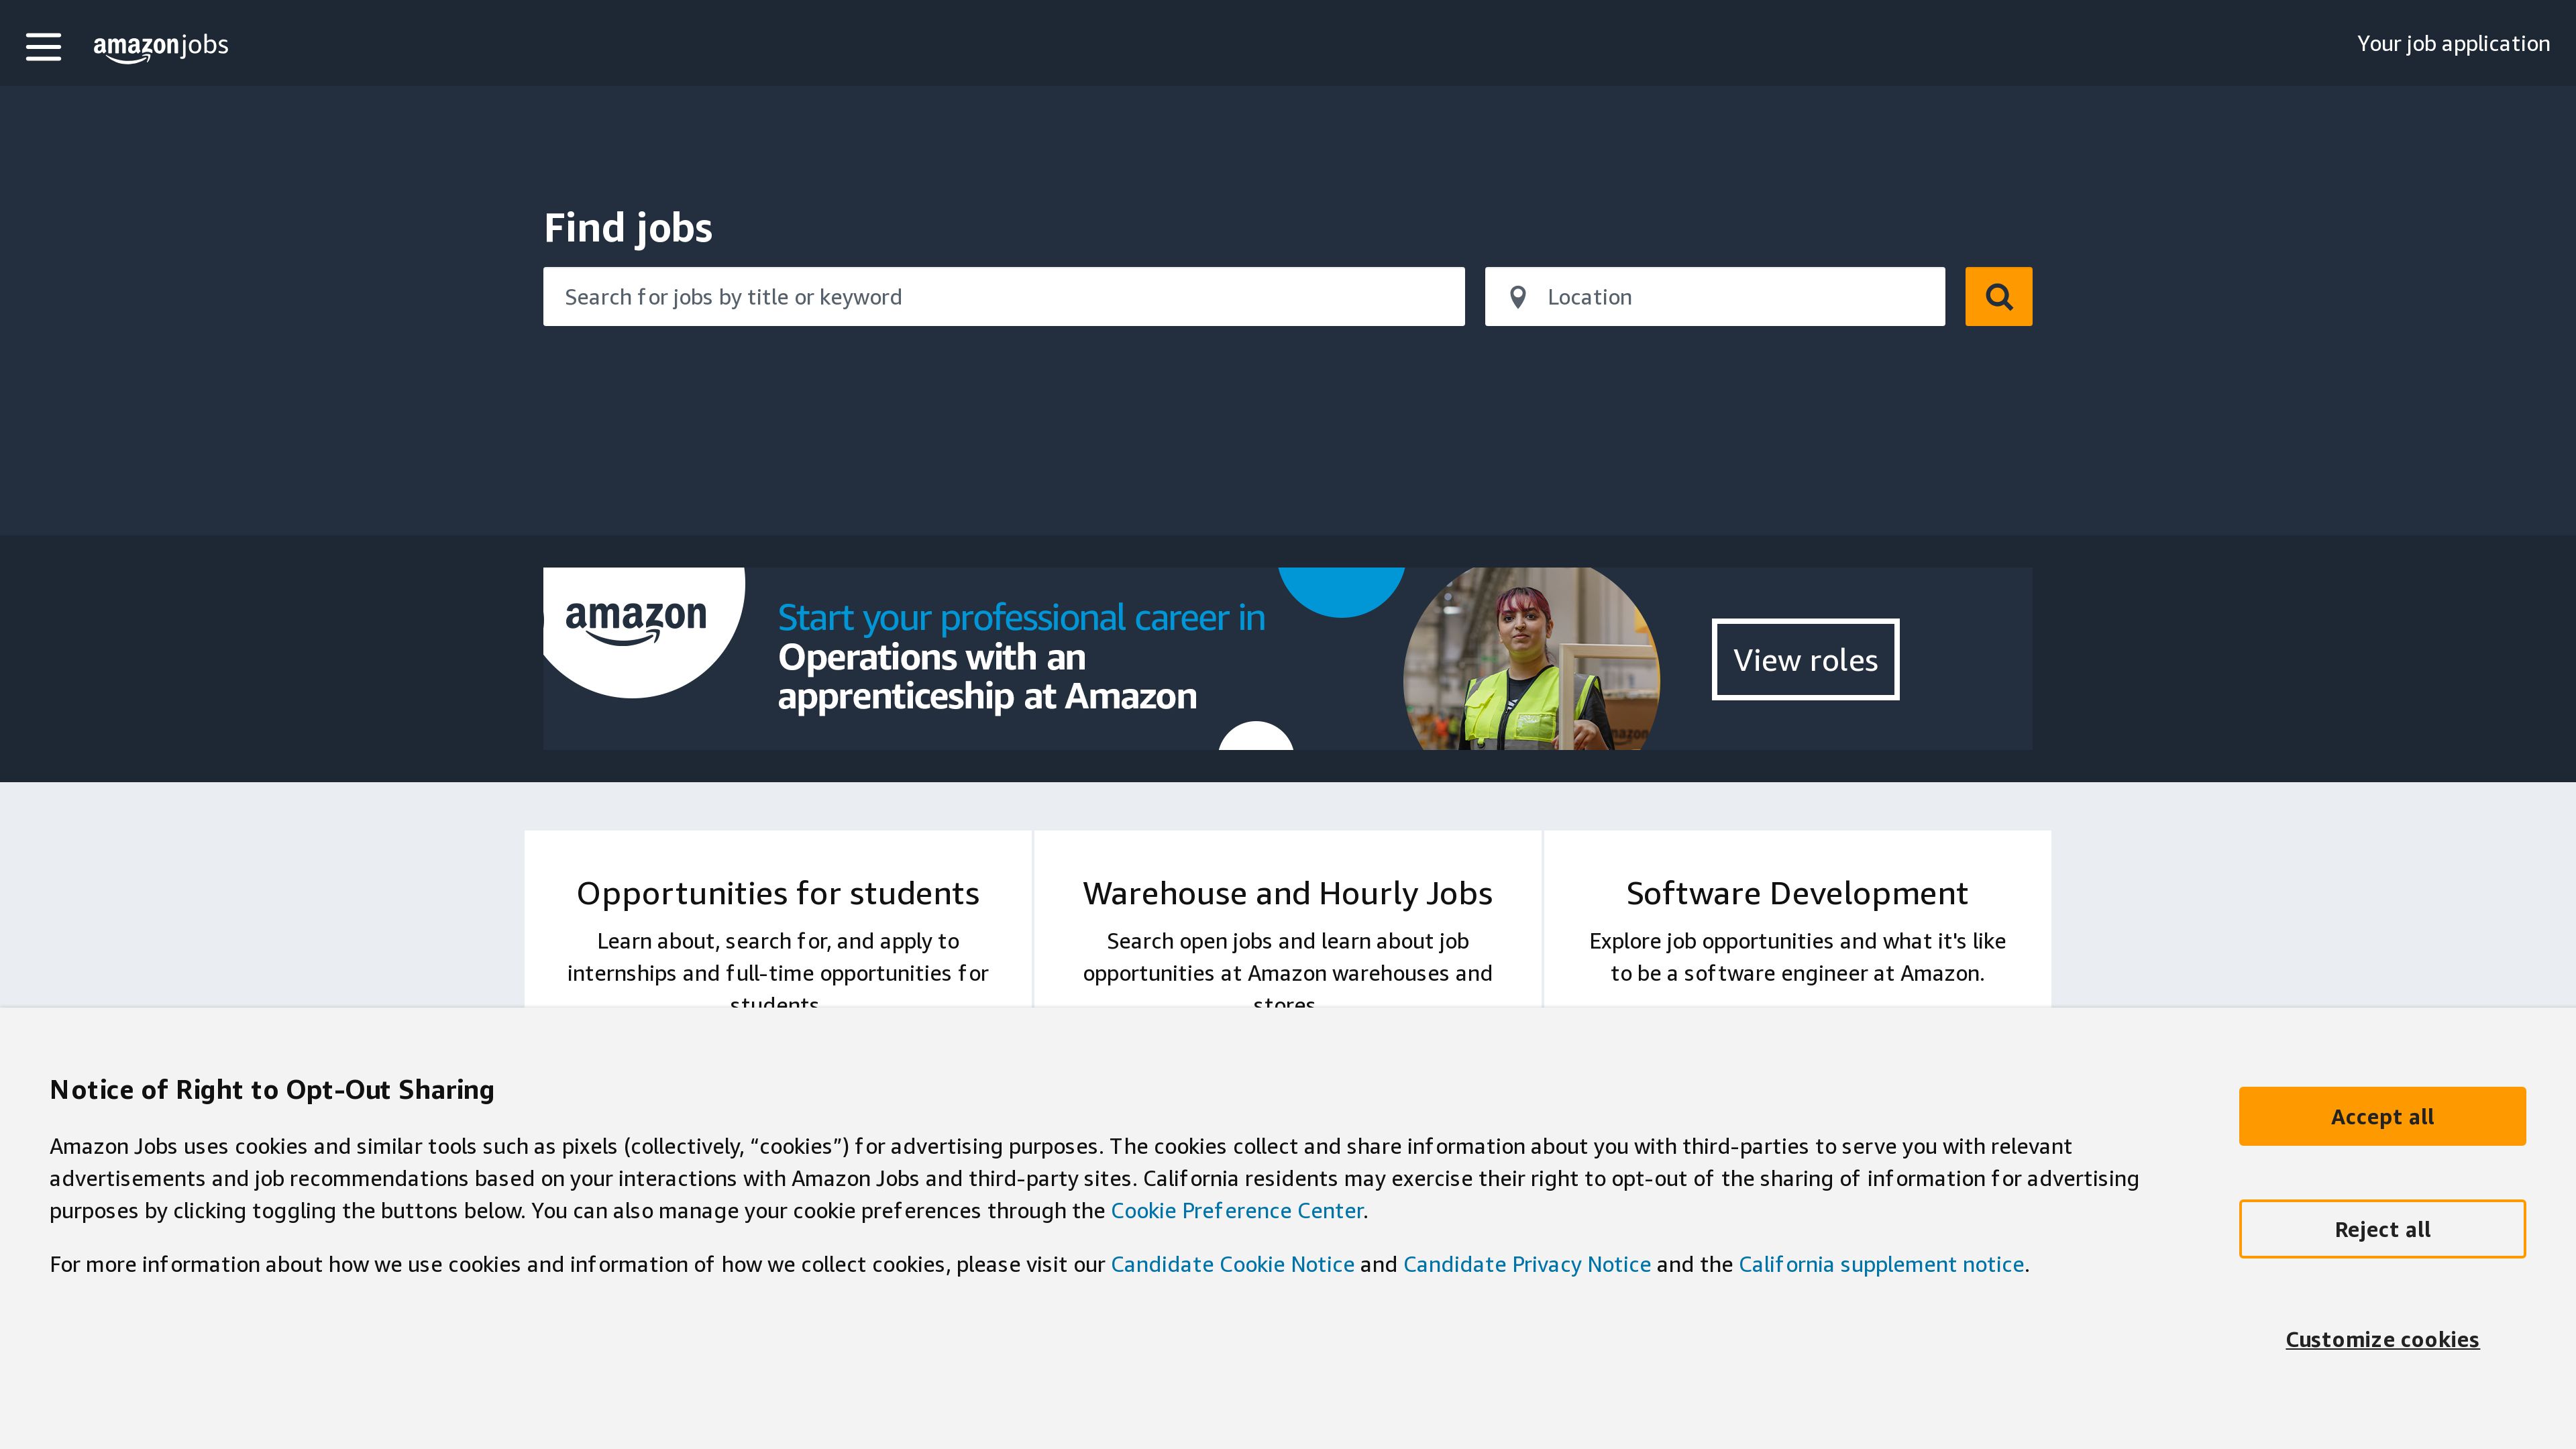 amazon jobs
Your job application
Find jobs
Search for jobs by title or keyword
Location
amazon
Start your professional career in
Operations with an
apprenticeship at Amazon
View roles
Opportunities for students
Learn about, search for, and apply to
internships and full-time opportunities for
students.
Warehouse and Hourly Jobs
Search open jobs and learn about job
opportunities at Amazon warehouses and
stores.
Software Development
Explore job opportunities and what it's like
to be a software engineer at Amazon.
Notice of Right to Opt-Out Sharing
Amazon Jobs uses cookies and similar tools such as pixels (collectively, “cookies”) for advertising purposes. The cookies collect and share information about you with third-parties to serve you with relevant
advertisements and job recommendations based on your interactions with Amazon Jobs and third-party sites. California residents may exercise their right to opt-out of the sharing of information for advertising
purposes by clicking toggling the buttons below. You can also manage your cookie preferences through the Cookie Preference Center.
For more information about how we use cookies and information of how we collect cookies, please visit our Candidate Cookie Notice and Candidate Privacy Notice and the California supplement notice.
Accept all
Reject all
Customize cookies